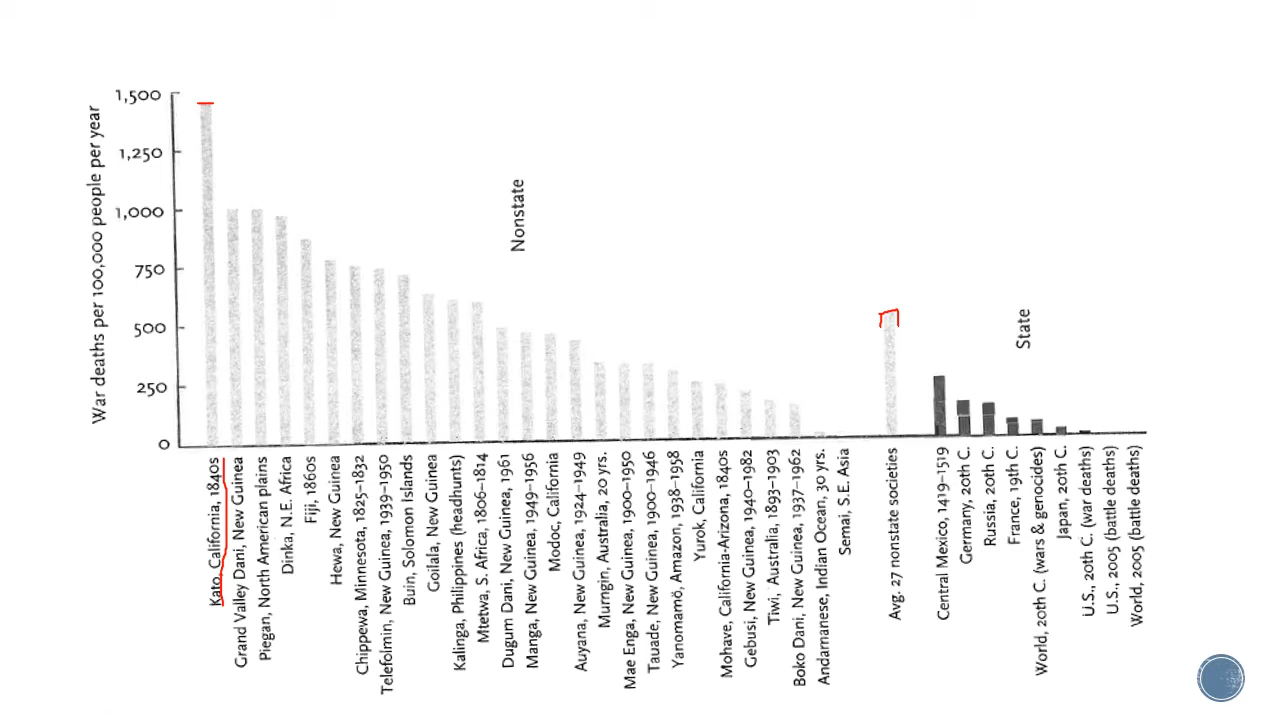 War deaths per 100,000 people per year
1,500
1,250
1,000
750
500
250
0
Nonstate
State
Kato, California, 1840s
Grand Valley Dani, New Guinea
Piegan, North American plains
Dinka, N.E. Africa
Fiji, 1860s
Hewa, New Guinea
Chippewa, Minnesota, 1825–1832
Telefolmin, New Guinea, 1939–1950
Buin, Solomon Islands
Goilala, New Guinea
Kalinga, Philippines (headhunts)
Mtetwa, S. Africa, 1806–1814
Dugum Dani, New Guinea, 1961
Manga, New Guinea, 1949–1956
Modoc, California
Auyana, New Guinea, 1924–1949
Murngin, Australia, 20 yrs.
Mae Enga, New Guinea, 1900–1950
Tauade, New Guinea, 1900–1946
Yanomamö, Amazon, 1938–1958
Yurok, California
Mohave, California-Arizona, 1840s
Gebusi, New Guinea, 1940–1982
Tiwi, Australia, 1893–1903
Boko Dani, New Guinea, 1937–1962
Andamanese, Indian Ocean, 30 yrs.
Semai, S.E. Asia
Avg. 27 nonstate societies
Central Mexico, 1419–1519
Germany, 20th C.
Russia, 20th C.
France, 19th C.
World, 20th C. (wars & genocides)
Japan, 20th C.
U.S., 20th C. (war deaths)
U.S., 2005 (battle deaths)
World, 2005 (battle deaths)